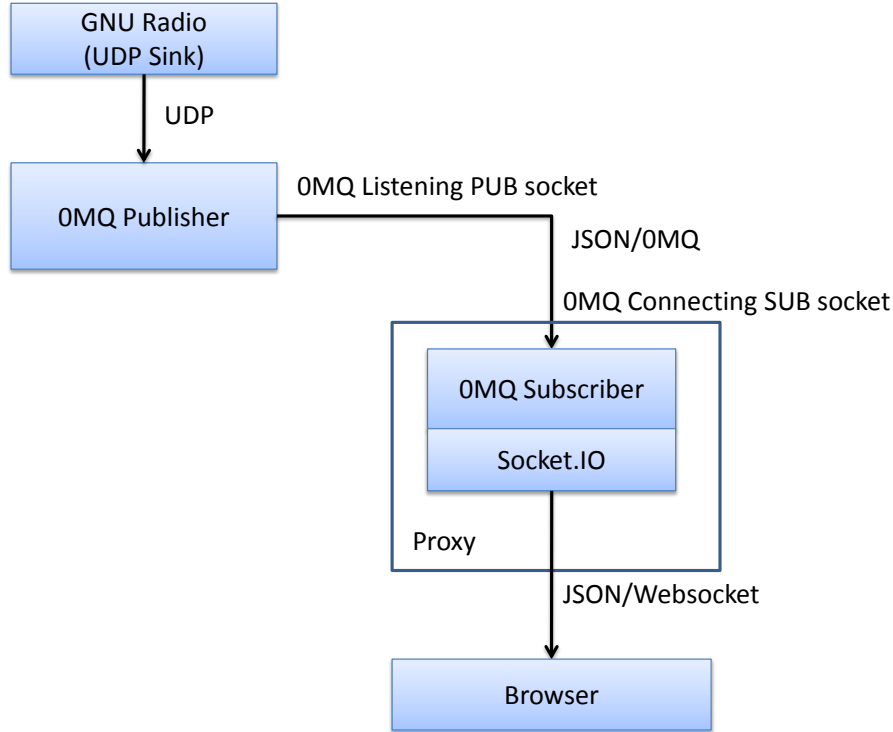 GNU Radio
(UDP Sink)
UDP
0MQ Publisher
0MQ Listening PUB socket
JSON/0MQ
0MQ Connecting SUB socket
0MQ Subscriber
Socket.IO
Proxy
JSON/Websocket
Browser